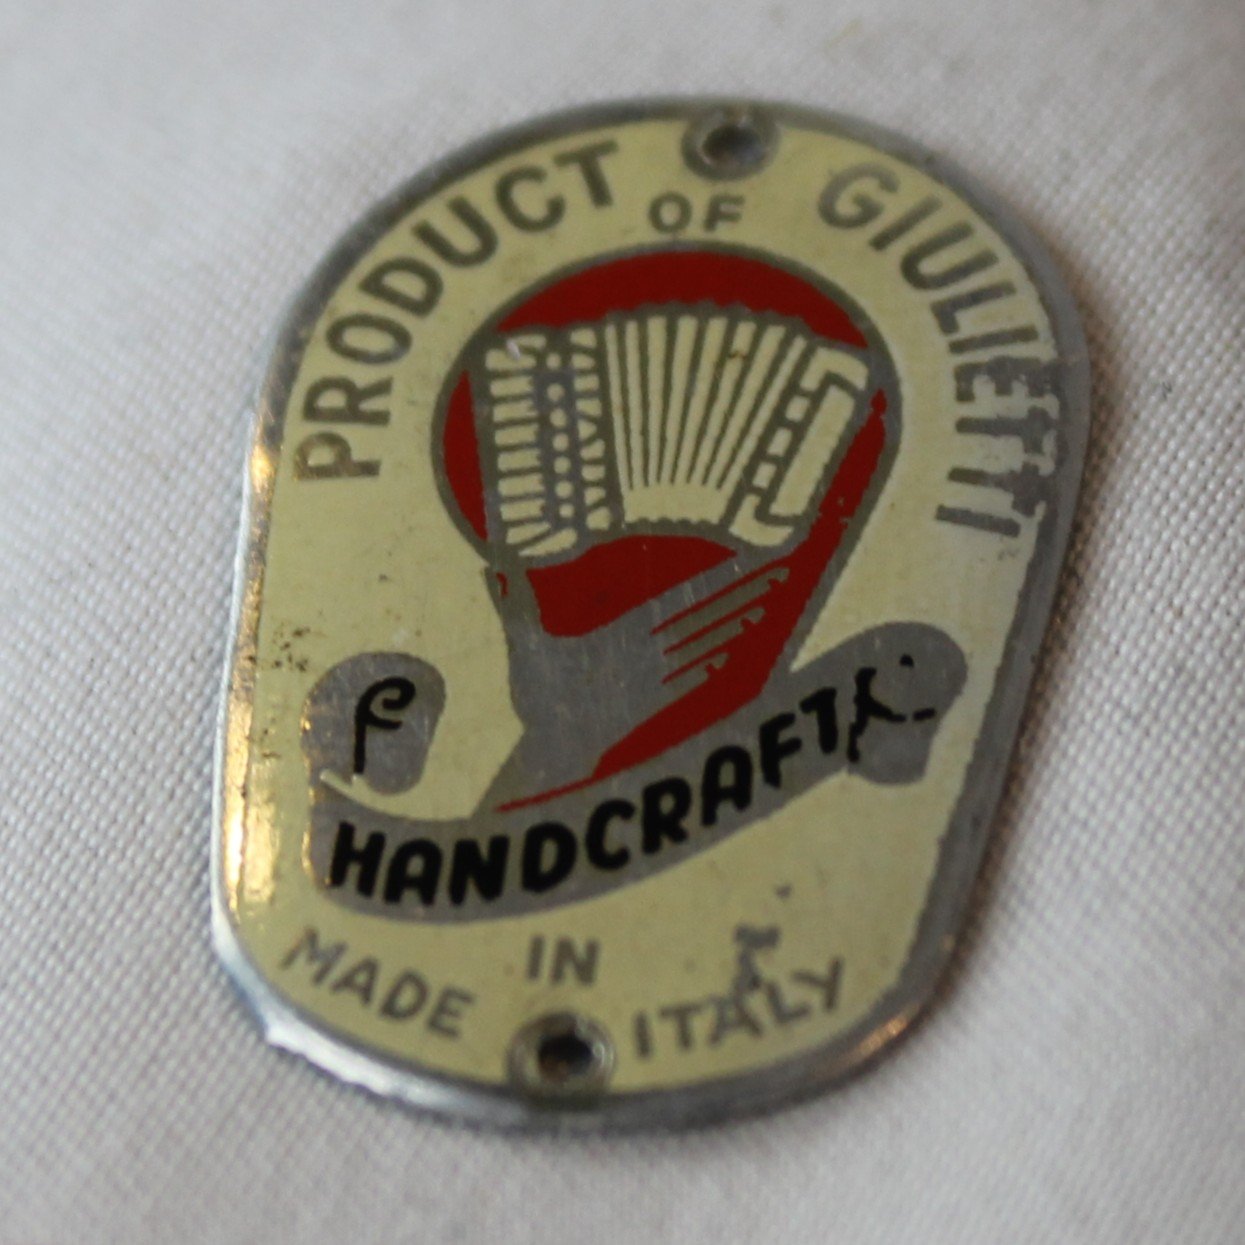 PRODUCT OF GIULIETTI
HANDCRAFT
MADE IN ITALY